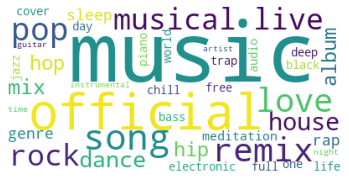 cover
sleep
musical
live
pop
day
music
piano
world
artist
audio
deep
guitar
jazz
hop
trap
black
album
mix
official
love
chill
free
instrumental
time
genre
song
bass
house
rock
dance
hip
meditation
remix
rap
night
electronic
full
one
life